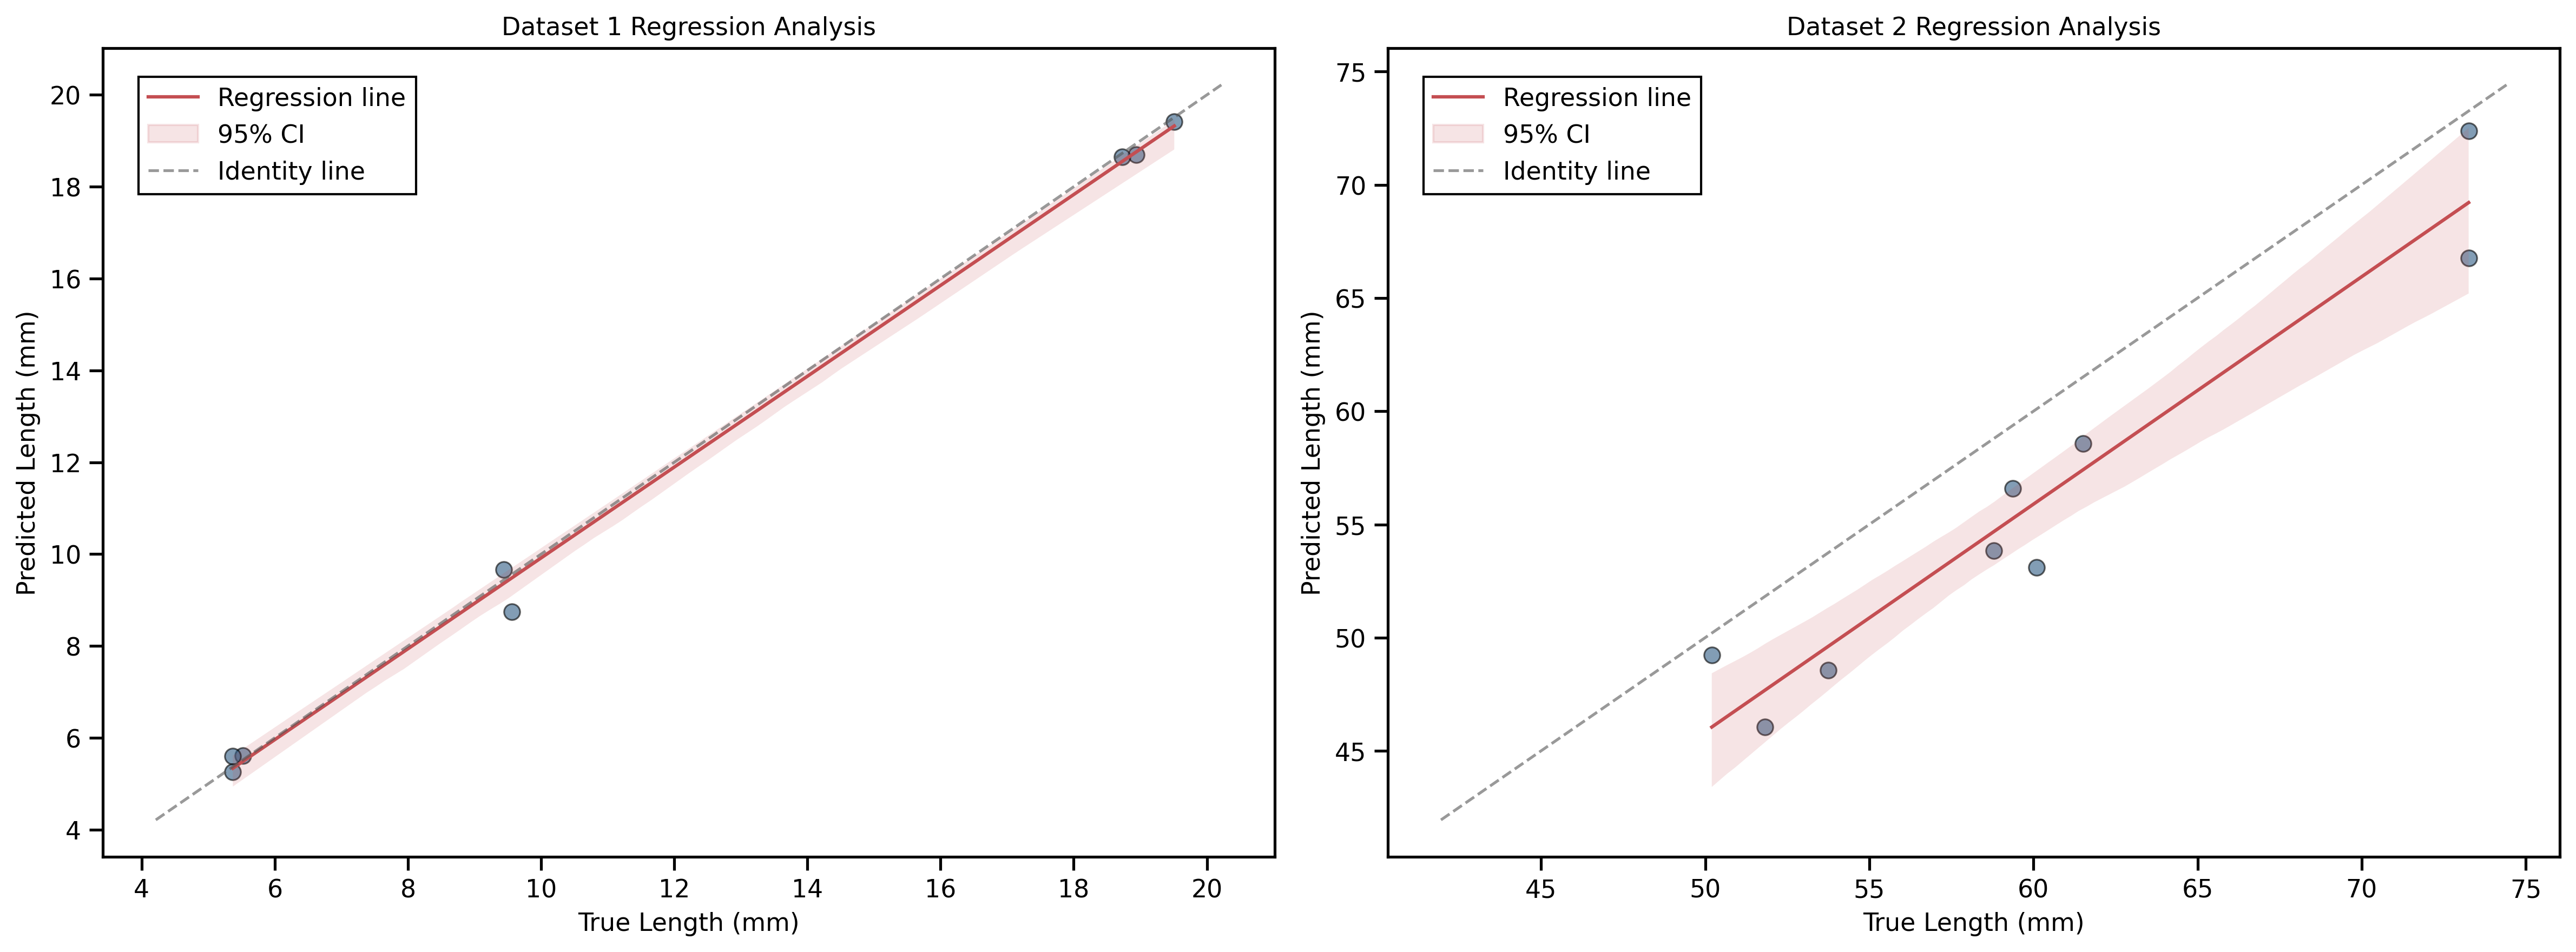 Dataset 1 Regression Analysis
Regression line
95% CI
Identity line
Predicted Length (mm)
20
18
16
14
12
10
8
6
4
4 6 8 10 12 14 16 18 20
True Length (mm)
Dataset 2 Regression Analysis
Regression line
95% CI
Identity line
Predicted Length (mm)
75
70
65
60
55
50
45
45 50 55 60 65 70 75
True Length (mm)